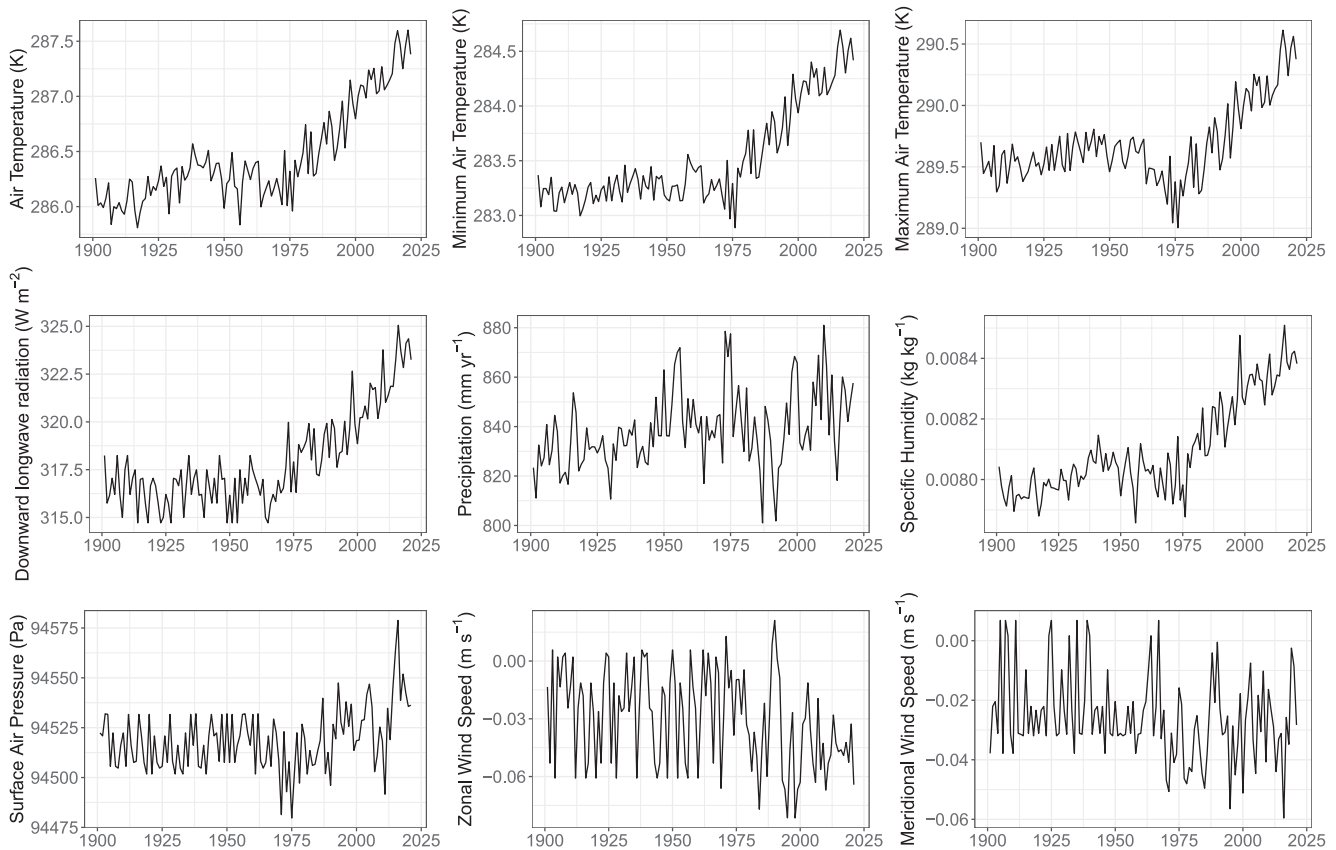 Air Temperature (K)
287.5
287.0
286.5
286.0
1900 1925 1950 1975 2000 2025
Minimum Air Temperature (K)
284.5
284.0
283.5
283.0
1900 1925 1950 1975 2000 2025
Maximum Air Temperature (K)
290.5
290.0
289.5
289.0
1900 1925 1950 1975 2000 2025
Downward longwave radiation (W m⁻²)
325.0
322.5
320.0
317.5
315.0
1900 1925 1950 1975 2000 2025
Precipitation (mm yr⁻¹)
880
860
840
820
800
1900 1925 1950 1975 2000 2025
Specific Humidity (kg kg⁻¹)
0.0084
0.0082
0.0080
1900 1925 1950 1975 2000 2025
Surface Air Pressure (Pa)
94575
94550
94525
94500
94475
1900 1925 1950 1975 2000 2025
Zonal Wind Speed (m s⁻¹)
0.00
−0.03
−0.06
1900 1925 1950 1975 2000 2025
Meridional Wind Speed (m s⁻¹)
0.00
−0.02
−0.04
−0.06
1900 1925 1950 1975 2000 2025